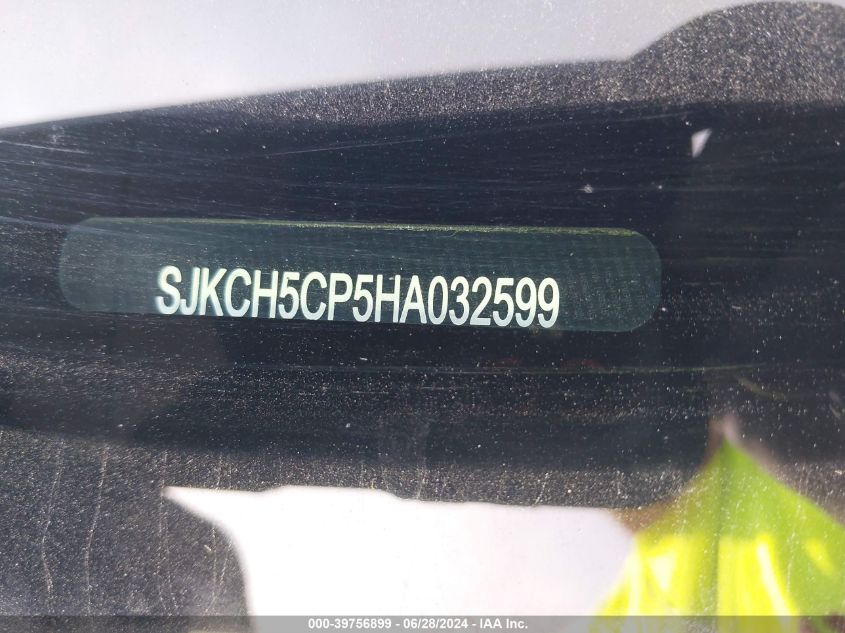 SJKCH5CP5HA032599
000-39756899 - 06/28/2024 - IAA Inc.